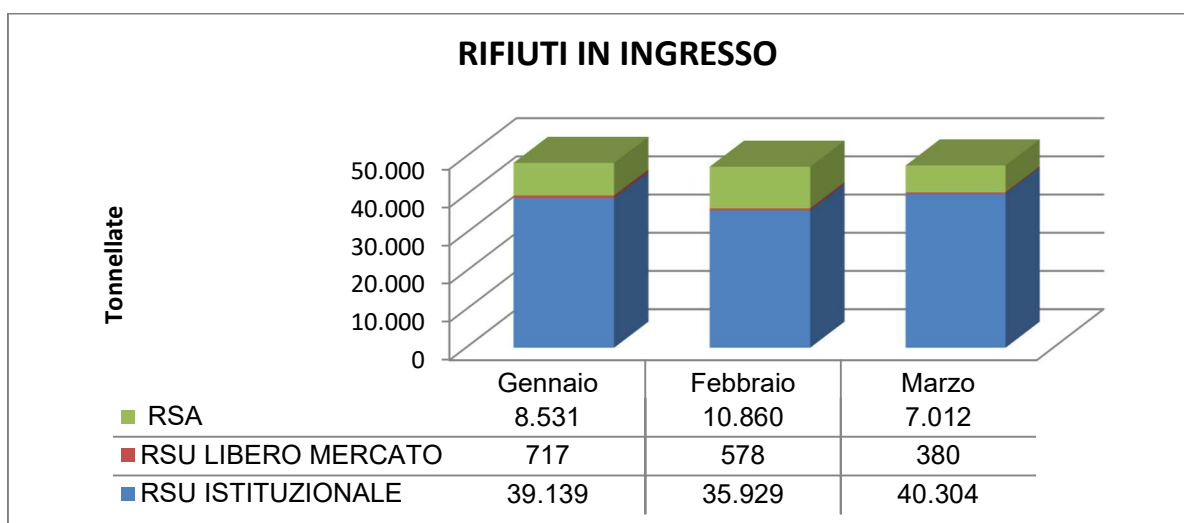 RIFIUTI IN INGRESSO
Tonnellate
50.000
40.000
30.000
20.000
10.000
0
Gennaio Febbraio Marzo
RSA 8.531 10.860 7.012
RSU LIBERO MERCATO 717 578 380
RSU ISTITUZIONALE 39.139 35.929 40.304